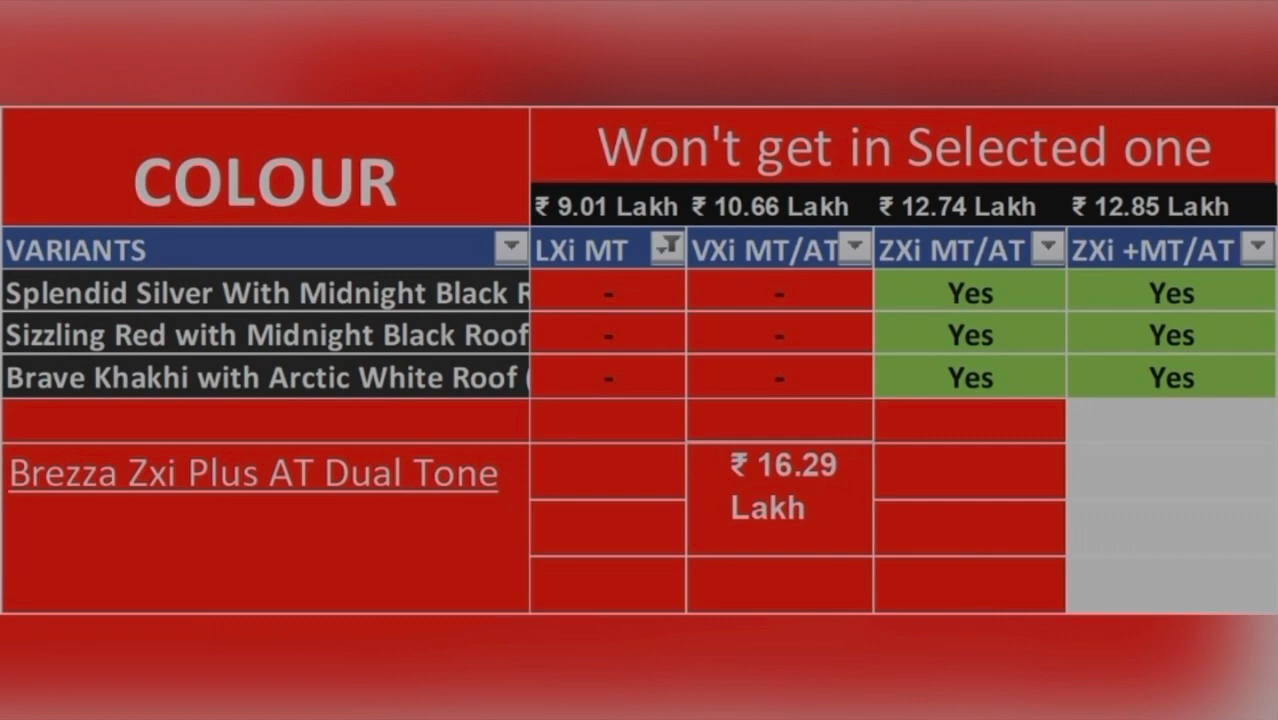 COLOUR
Won't get in Selected one
₹ 9.01 Lakh ₹ 10.66 Lakh ₹ 12.74 Lakh ₹ 12.85 Lakh
VARIANTS LXi MT VXi MT/AT ZXi MT/AT ZXi +MT/AT
Splendid Silver With Midnight Black - - Yes Yes
Sizzling Red with Midnight Black Roof - - Yes Yes
Brave Khakhi with Arctic White Roof ( - - Yes Yes
Brezza Zxi Plus AT Dual Tone
₹ 16.29
Lakh